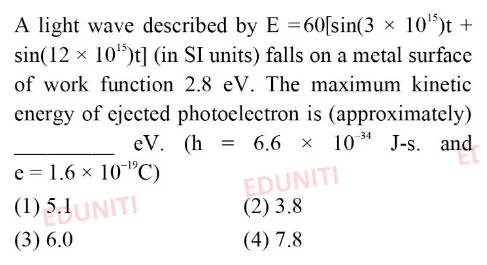 A light wave described by E =60[sin(3 × 10¹⁵)t +
sin(12 × 10¹⁵)t] (in SI units) falls on a metal surface
of work function 2.8 eV. The maximum kinetic
energy of ejected photoelectron is (approximately)
__________ eV. (h = 6.6 × 10⁻³⁴ J-s. and
e = 1.6 × 10⁻¹⁹C)
(1) 5.1 (2) 3.8
(3) 6.0 (4) 7.8
EDUNITI
EDUNITI
ED